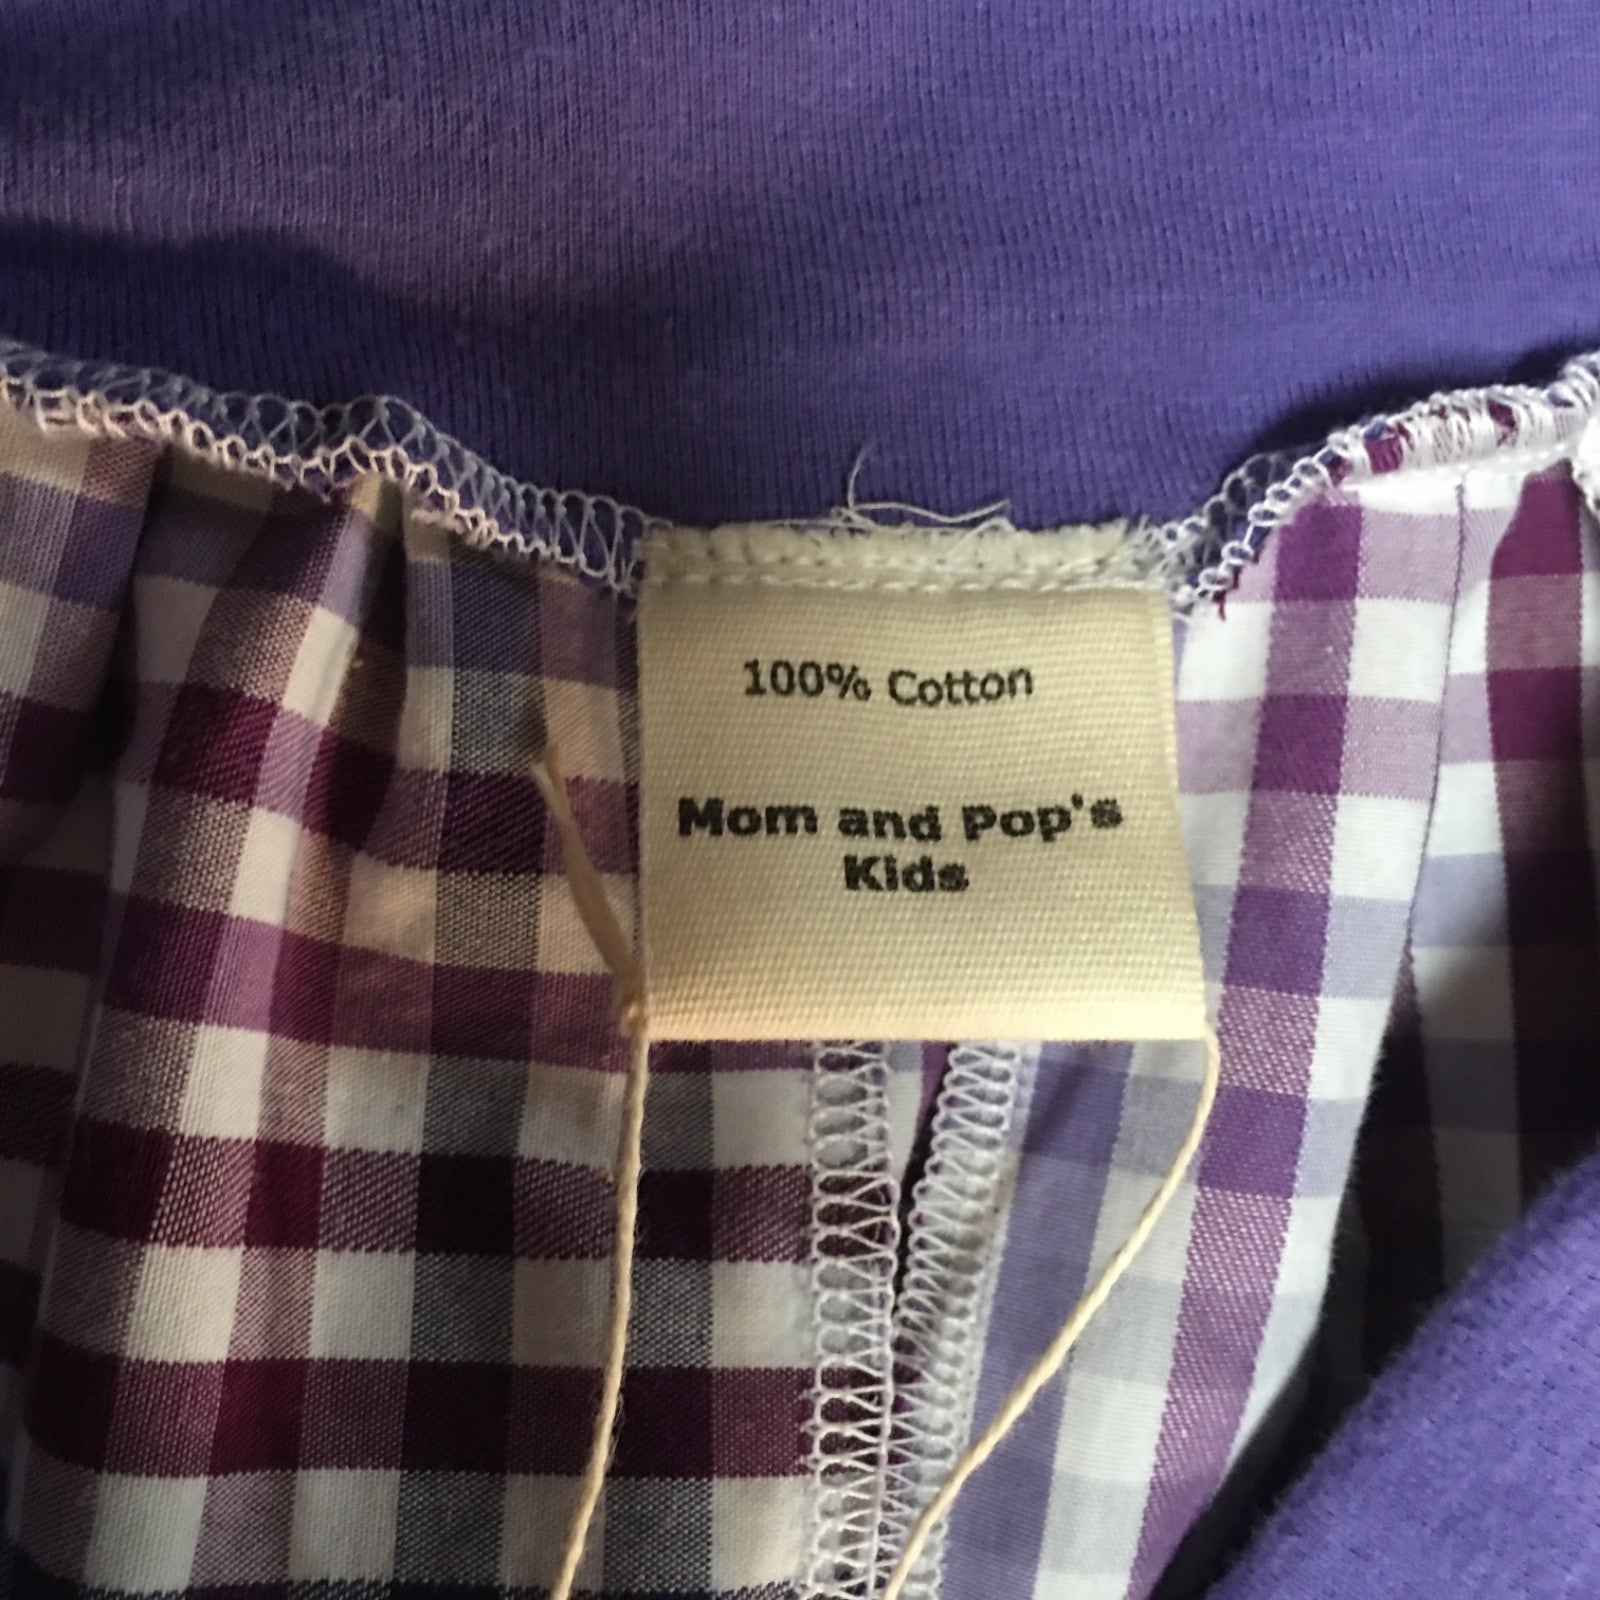 100% Cotton
Mom and Pop's
Kids